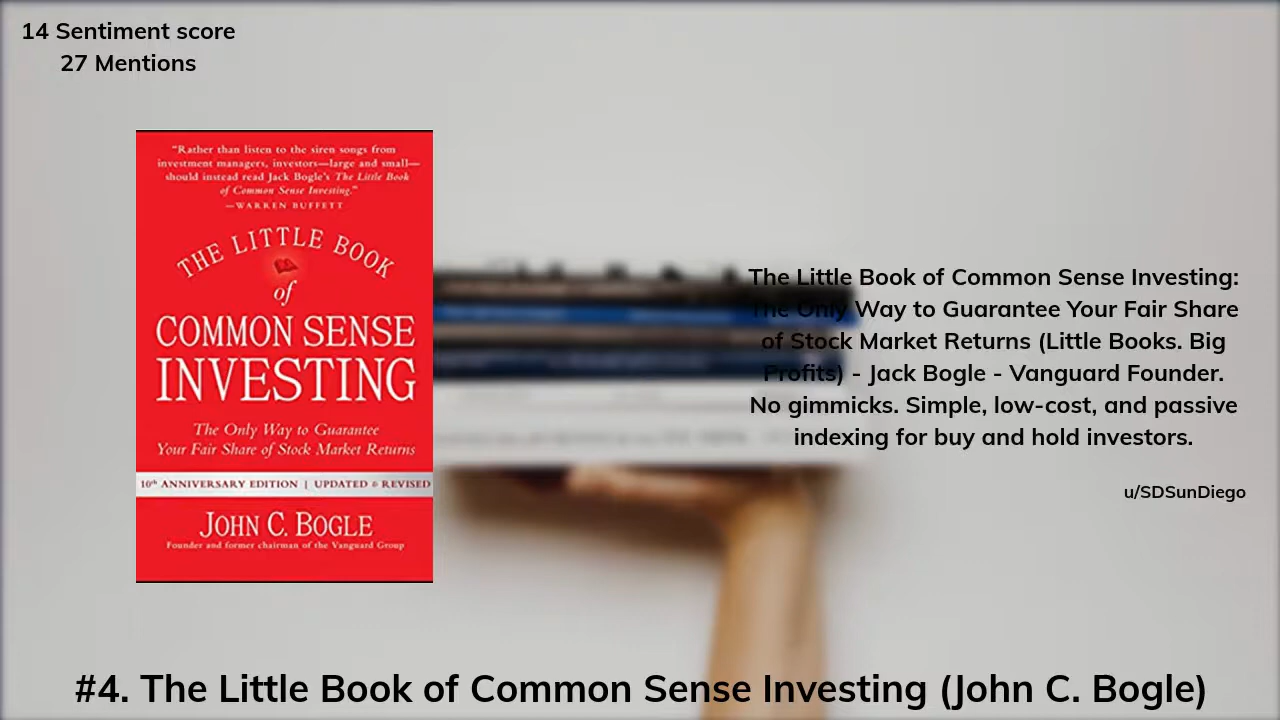 14 Sentiment score
27 Mentions
“Rather than listen to the siren songs from
investment managers, investors—large and small—
should instead read Jack Bogle's The Little Book
of Common Sense Investing.”
—WARREN BUFFETT
THE LITTLE BOOK
of
COMMON SENSE
INVESTING
The Only Way to Guarantee
Your Fair Share of Stock Market Returns
10th ANNIVERSARY EDITION | UPDATED & REVISED
JOHN C. BOGLE
Founder and former chairman of the Vanguard Group
The Little Book of Common Sense Investing:
The Only Way to Guarantee Your Fair Share
of Stock Market Returns (Little Books. Big
Profits) - Jack Bogle - Vanguard Founder.
No gimmicks. Simple, low-cost, and passive
indexing for buy and hold investors.
u/SDSunDiego
#4. The Little Book of Common Sense Investing (John C. Bogle)